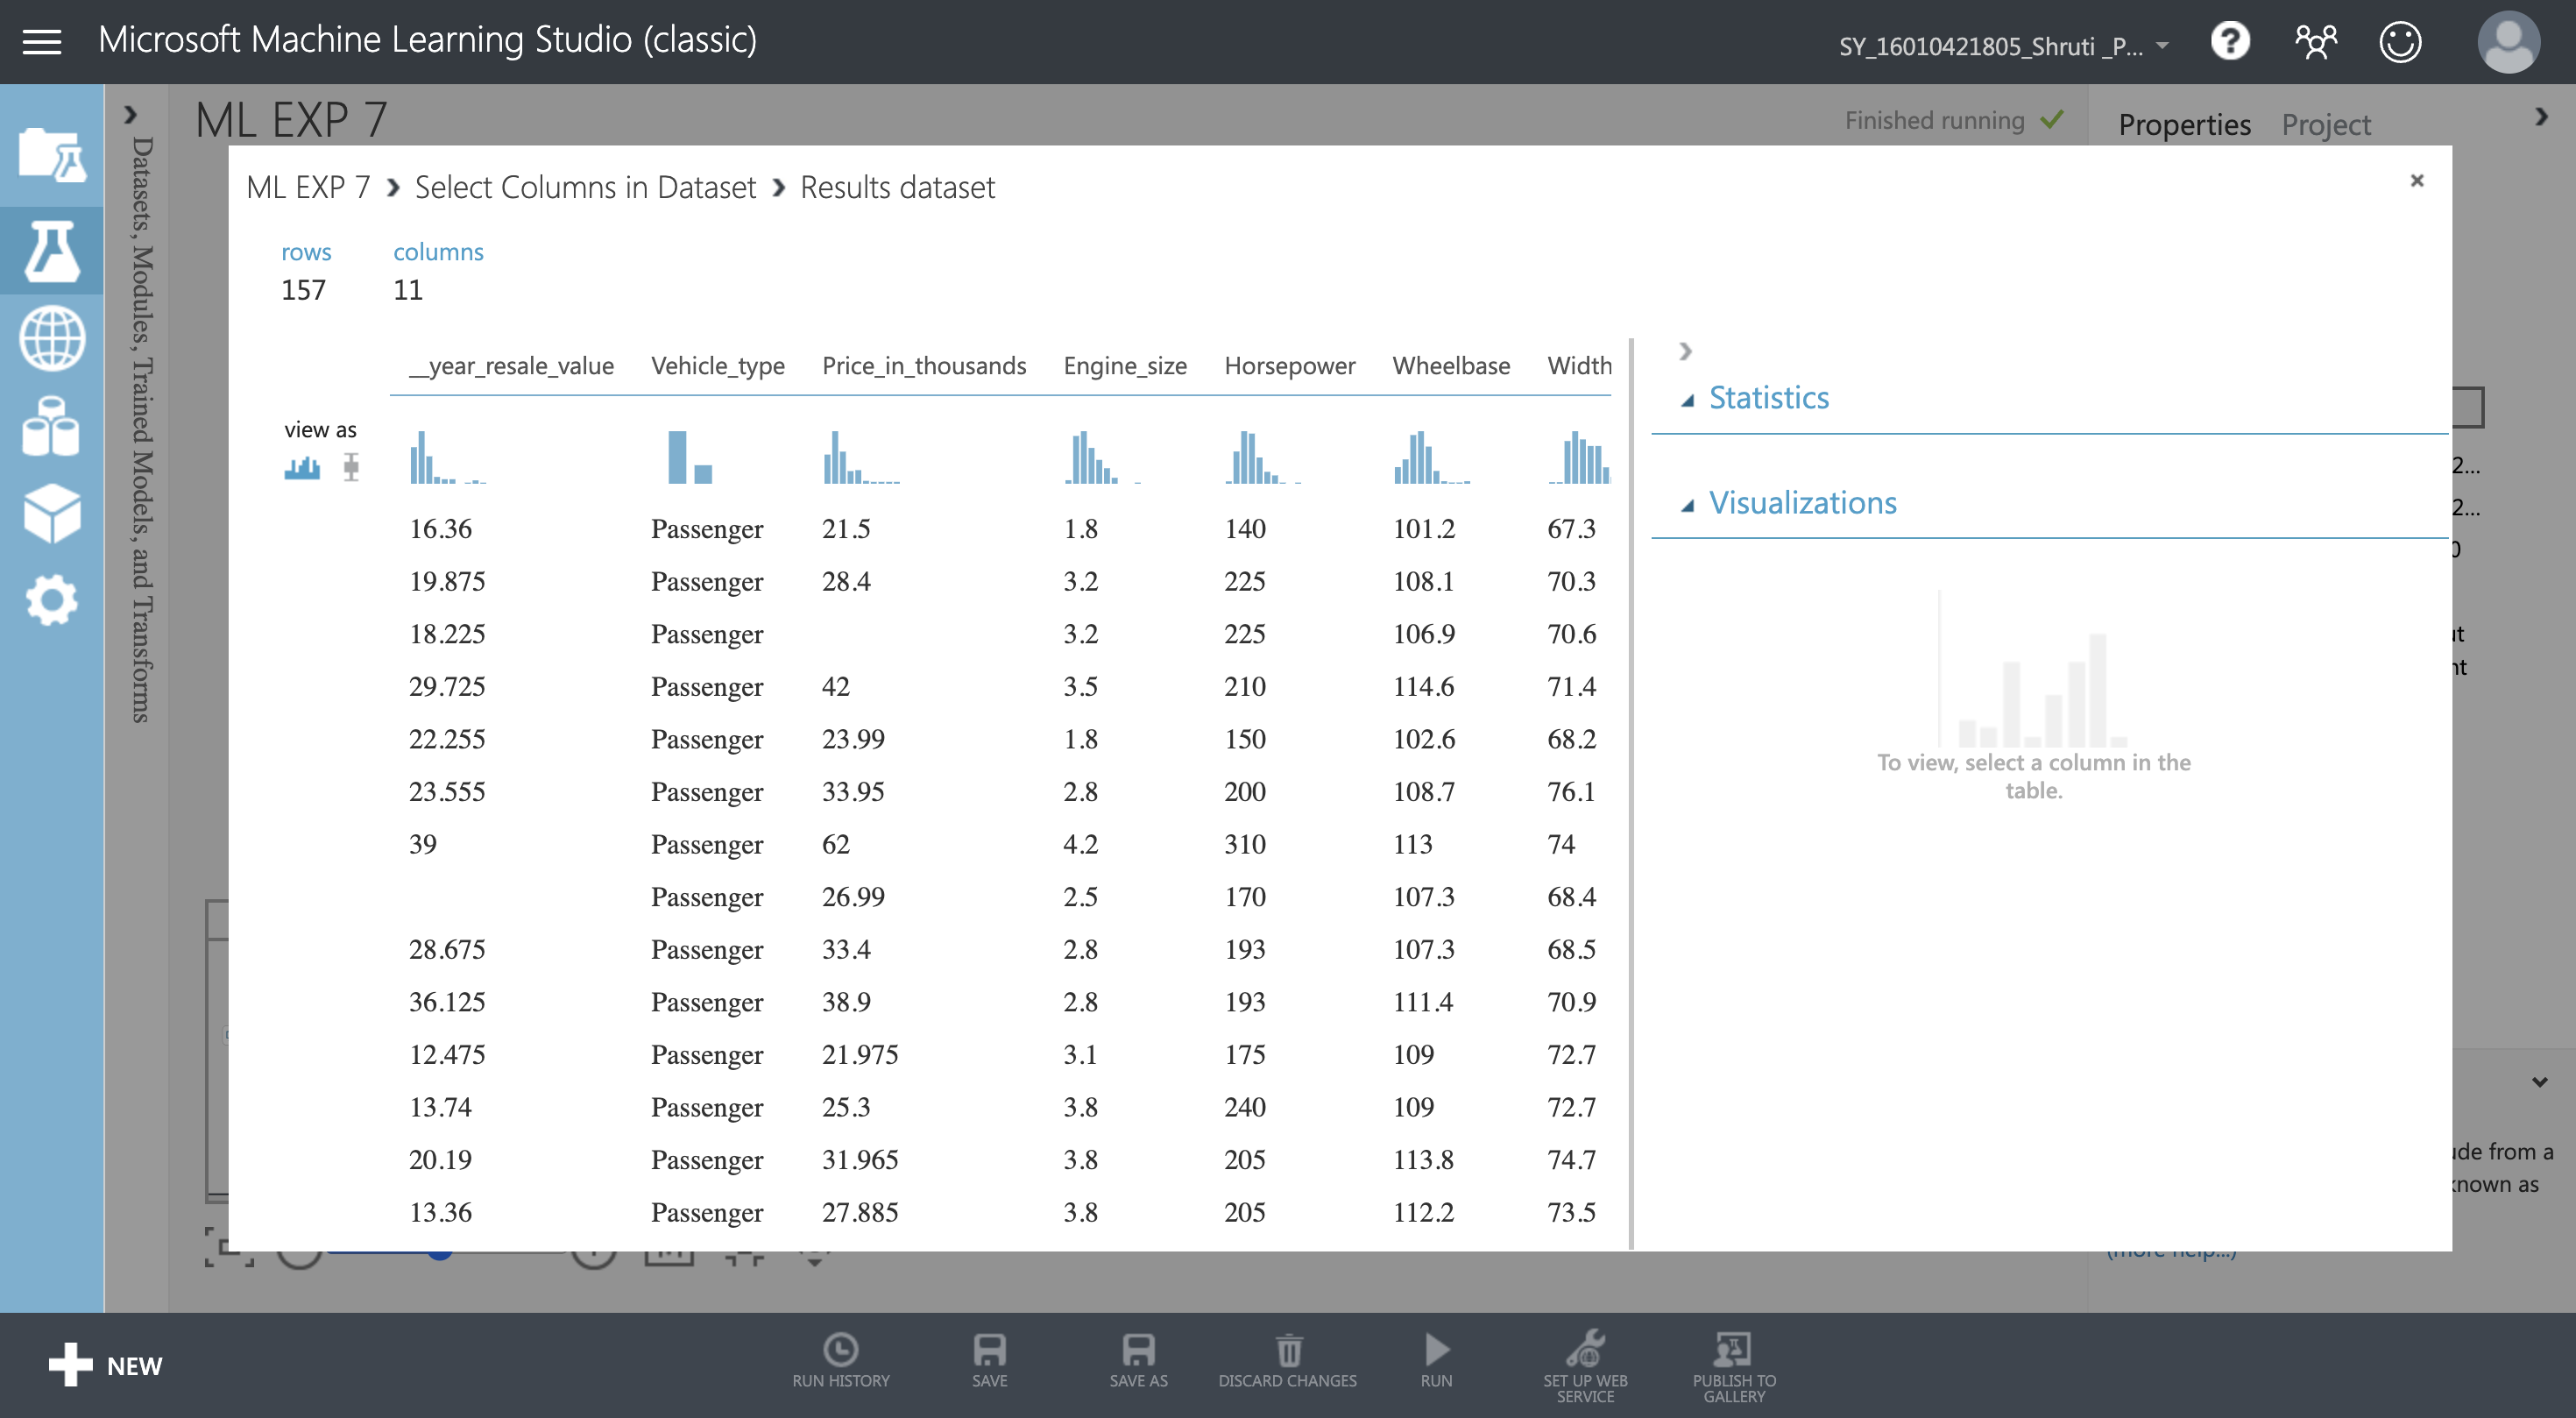 Microsoft Machine Learning Studio (classic)
SY_16010421805_Shruti _P...
Datasets, Modules, Trained Models, and Transforms
ML EXP 7
Finished running
Properties Project
ML EXP 7 Select Columns in Dataset Results dataset
rows columns
157 11
__year_resale_value Vehicle_type Price_in_thousands Engine_size Horsepower Wheelbase Width
view as
16.36 Passenger 21.5 1.8 140 101.2 67.3
19.875 Passenger 28.4 3.2 225 108.1 70.3
18.225 Passenger 3.2 225 106.9 70.6
29.725 Passenger 42 3.5 210 114.6 71.4
22.255 Passenger 23.99 1.8 150 102.6 68.2
23.555 Passenger 33.95 2.8 200 108.7 76.1
39 Passenger 62 4.2 310 113 74
Passenger 26.99 2.5 170 107.3 68.4
28.675 Passenger 33.4 2.8 193 107.3 68.5
36.125 Passenger 38.9 2.8 193 111.4 70.9
12.475 Passenger 21.975 3.1 175 109 72.7
13.74 Passenger 25.3 3.8 240 109 72.7
20.19 Passenger 31.965 3.8 205 113.8 74.7
13.36 Passenger 27.885 3.8 205 112.2 73.5
Statistics
Visualizations
To view, select a column in the
table.
2...
2...
from a
known as
(more help...)
NEW
RUN HISTORY
SAVE
SAVE AS
DISCARD CHANGES
RUN
SET UP WEB
SERVICE
PUBLISH TO
GALLERY